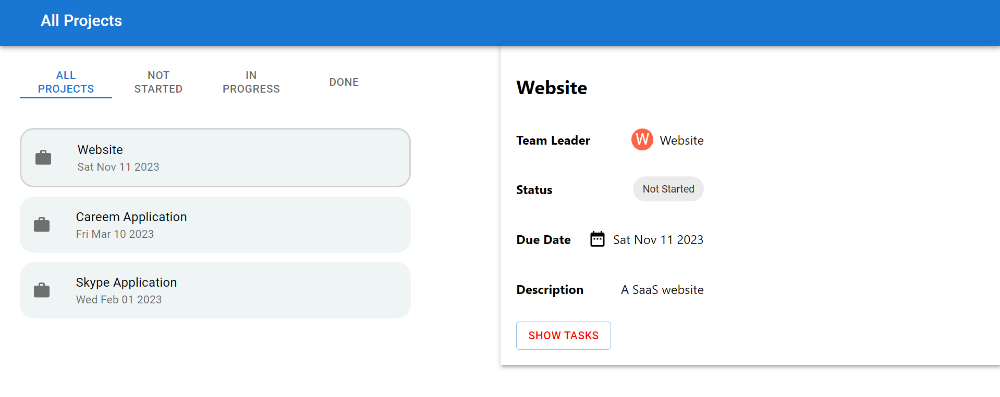 All Projects
ALL
PROJECTS
NOT
STARTED
IN
PROGRESS
DONE
Website
Sat Nov 11 2023
Careem Application
Fri Mar 10 2023
Skype Application
Wed Feb 01 2023
Website
Team Leader W Website
Status Not Started
Due Date Sat Nov 11 2023
Description A SaaS website
SHOW TASKS